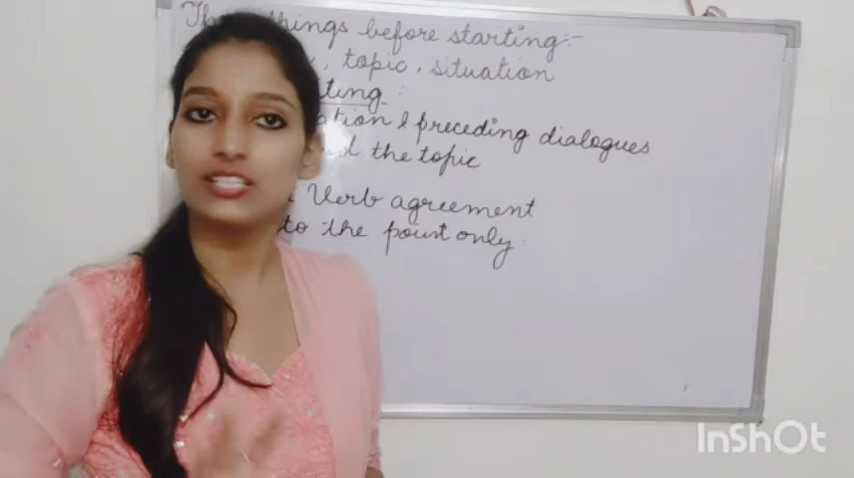 things before starting:-
, topic, situation
ting :
ation & preceding dialogues
the topic
Verb agreement
to the point only.
InShOt